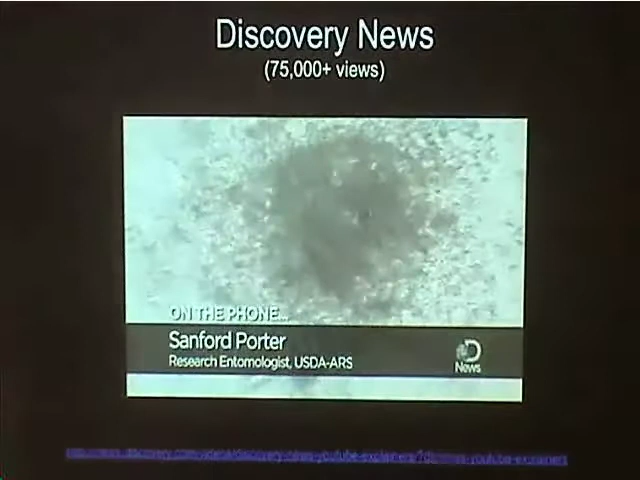 Discovery News
(75,000+ views)
ON THE PHONE...
Sanford Porter
Research Entomologist, USDA-ARS
D
News